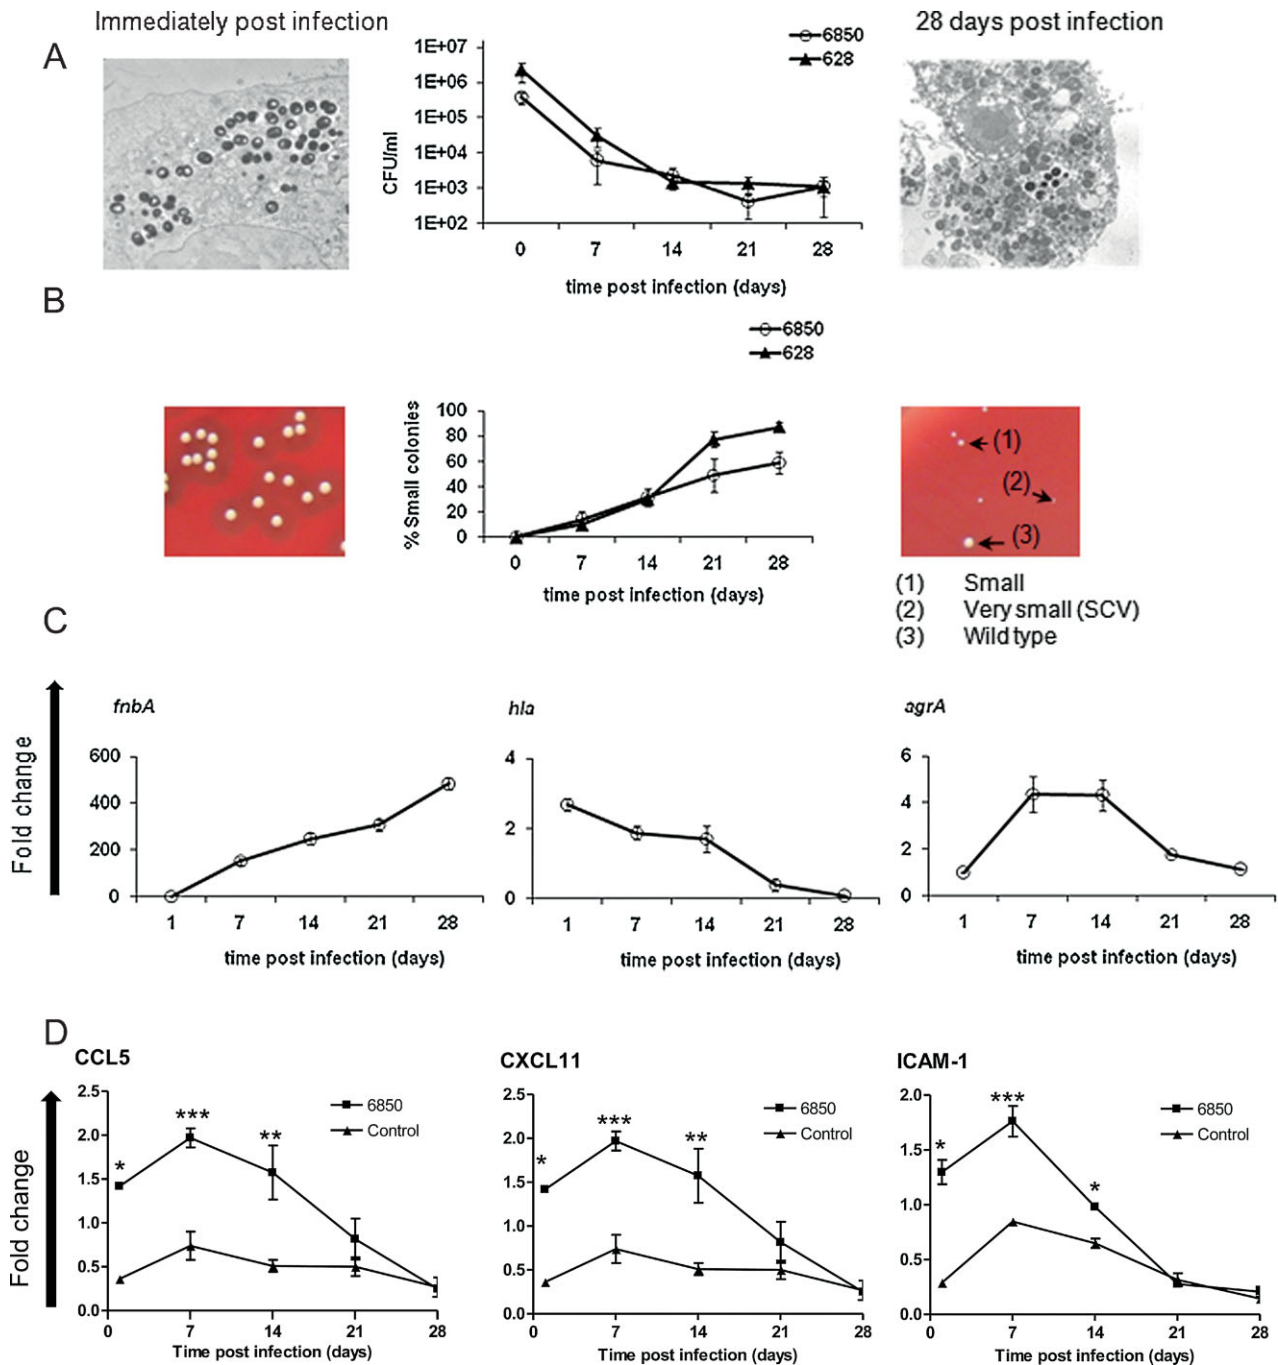 Immediately post infection
28 days post infection
A
6850
628
1E+07
1E+06
1E+05
1E+04
1E+03
1E+02
CFU/ml
0 7 14 21 28
time post infection (days)
B
6850
628
100
80
60
40
20
0
% Small colonies
0 7 14 21 28
time post infection (days)
(1)
(2)
(3)
(1) Small
(2) Very small (SCV)
(3) Wild type
C
Fold change
fnbA
600
400
200
0
1 7 14 21 28
time post infection (days)
hla
4
2
0
1 7 14 21 28
time post infection (days)
agrA
6
4
2
0
1 7 14 21 28
time post infection (days)
D
Fold change
CCL5
2.5
2.0
1.5
1.0
0.5
0.0
* *** **
6850
Control
0 7 14 21 28
Time post infection (days)
CXCL11
2.5
2.0
1.5
1.0
0.5
0.0
* *** **
6850
Control
0 7 14 21 28
Time post infection (days)
ICAM-1
2.0
1.5
1.0
0.5
0.0
* *** *
6850
Control
0 7 14 21 28
Time post infection (days)